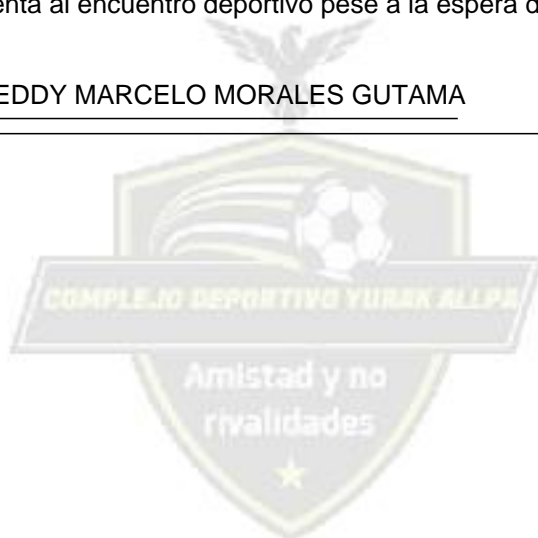 enta al encuentro deportivo pese a la espera d
EDDY MARCELO MORALES GUTAMA
COMPLEJO DEPORTIVO YURAK ALLPA
Amistad y no
rivalidades